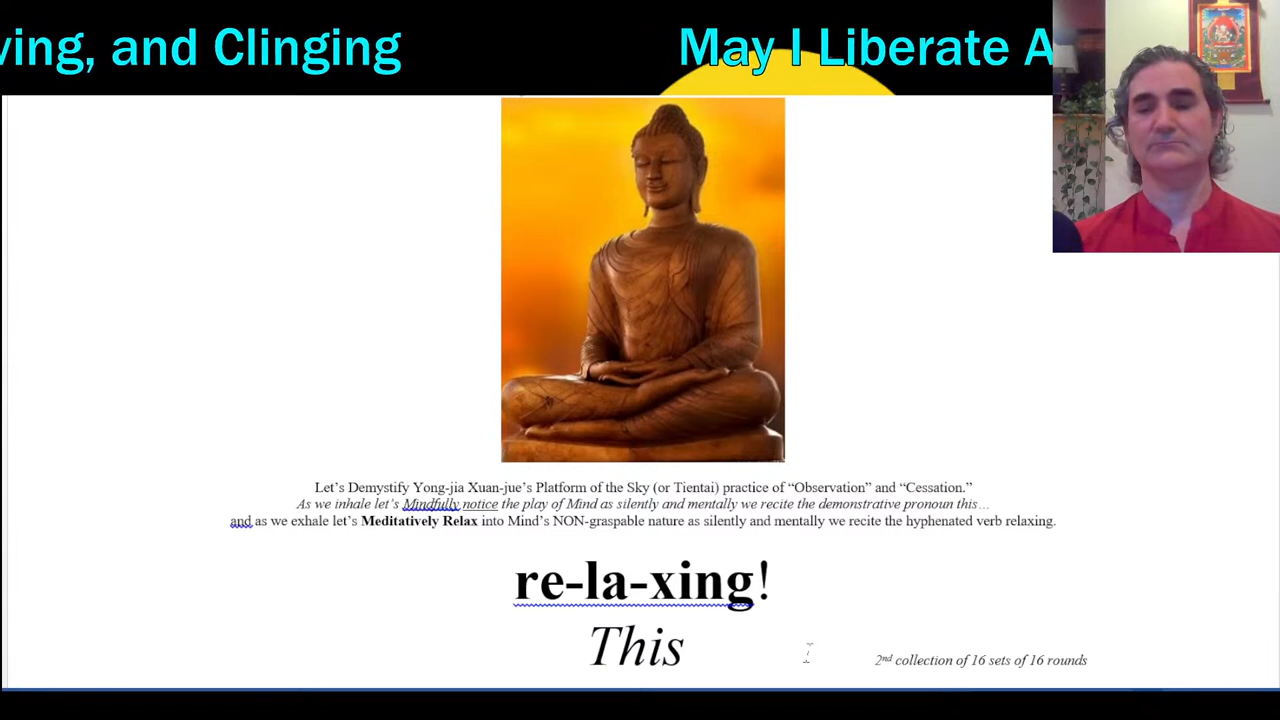 ving, and Clinging
May I Liberate A
Let's Demystify Yong-jia Xuan-jue's Platform of the Sky (or Tientai) practice of “Observation” and “Cessation.”
As we inhale let's Mindfully notice the play of Mind as silently and mentally we recite the demonstrative pronoun this…
and as we exhale let's Meditatively Relax into Mind's NON-graspable nature as silently and mentally we recite the hyphenated verb relaxing.
re-la-xing!
This
2nd collection of 16 sets of 16 rounds